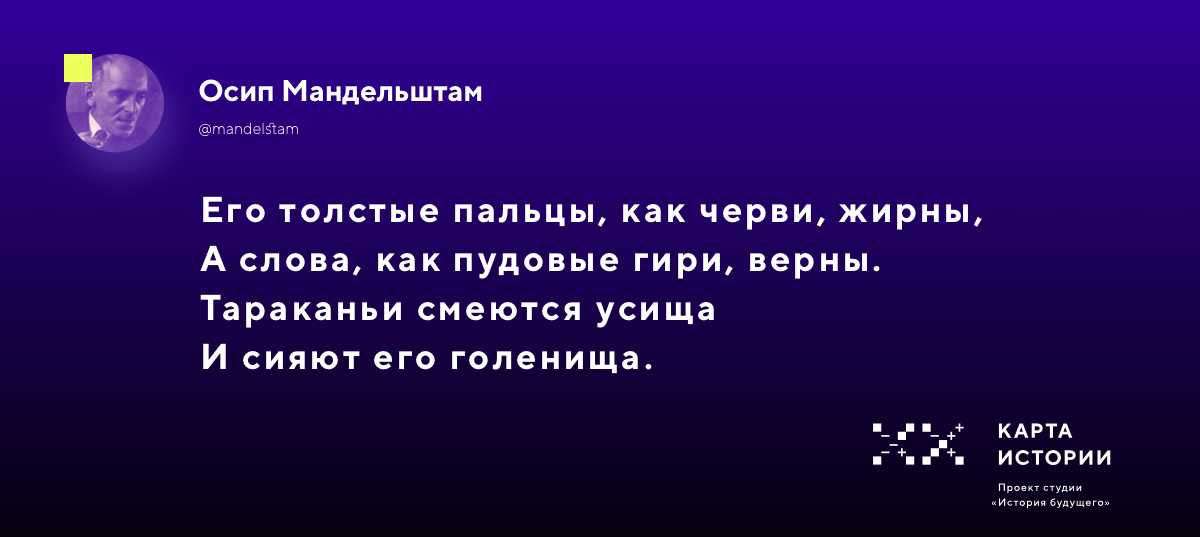 Осип Мандельштам
@mandelstam
Его толстые пальцы, как черви, жирны,
А слова, как пудовые гири, верны.
Тараканьи смеются усища
И сияют его голенища.
КАРТА
ИСТОРИИ
Проект студии
«История будущего»